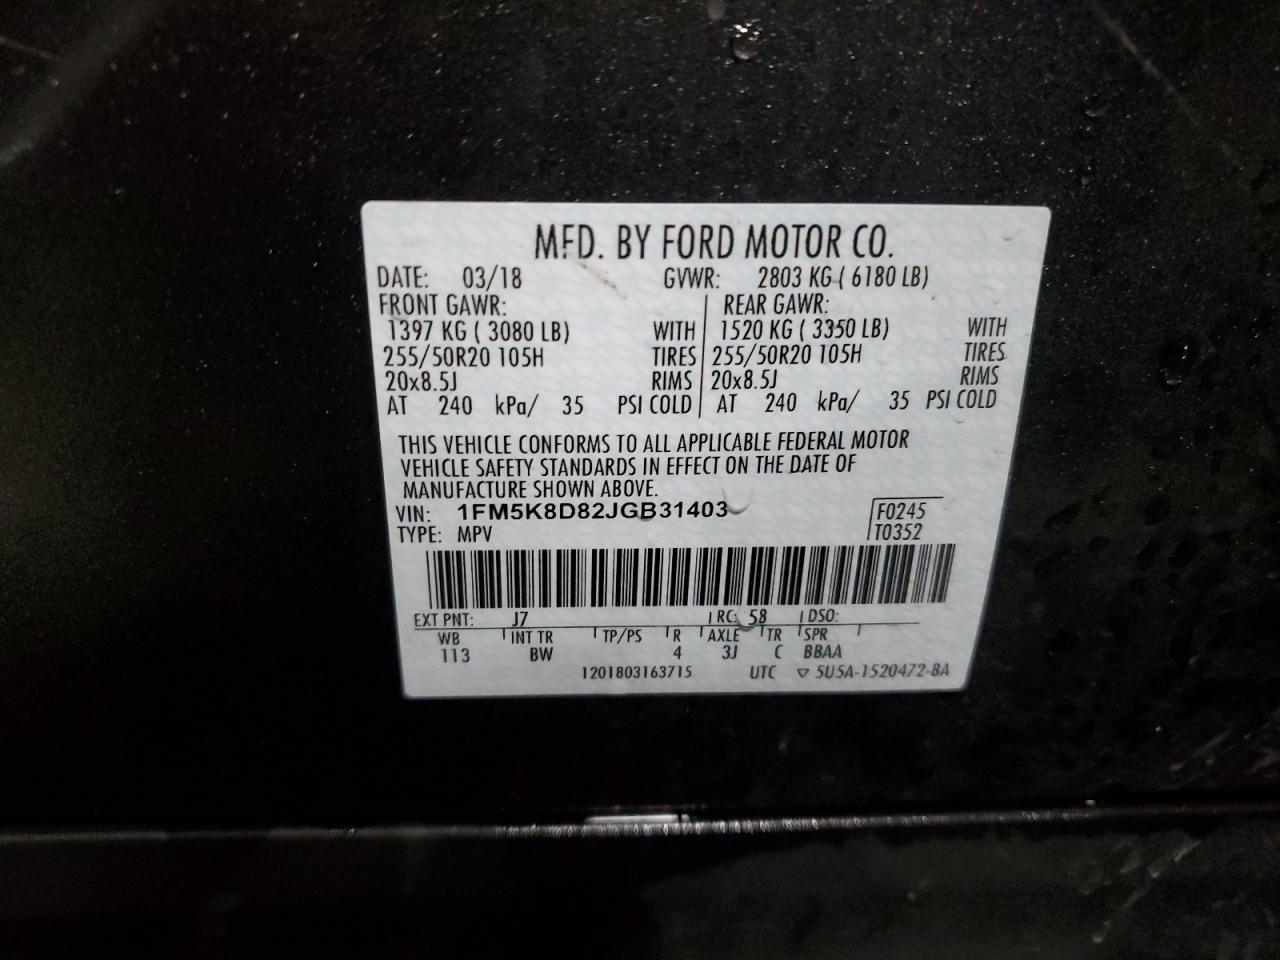 MFD. BY FORD MOTOR CO.
DATE: 03/18 GVWR: 2803 KG ( 6180 LB)
FRONT GAWR: REAR GAWR:
1397 KG ( 3080 LB) WITH 1520 KG ( 3350 LB) WITH
255/50R20 105H TIRES 255/50R20 105H TIRES
20x8.5J RIMS 20x8.5J RIMS
AT 240 kPa/ 35 PSI COLD AT 240 kPa/ 35 PSI COLD
THIS VEHICLE CONFORMS TO ALL APPLICABLE FEDERAL MOTOR
VEHICLE SAFETY STANDARDS IN EFFECT ON THE DATE OF
MANUFACTURE SHOWN ABOVE.
VIN: 1FM5K8D82JGB31403 F0245
TYPE: MPV T0352
EXT PNT: J7 RC: 58 DSO:
WB INT TR TP/PS R AXLE TR SPR
113 BW 4 3J C BBAA
1201803163715 UTC ▽ 5U5A-1520472-BA